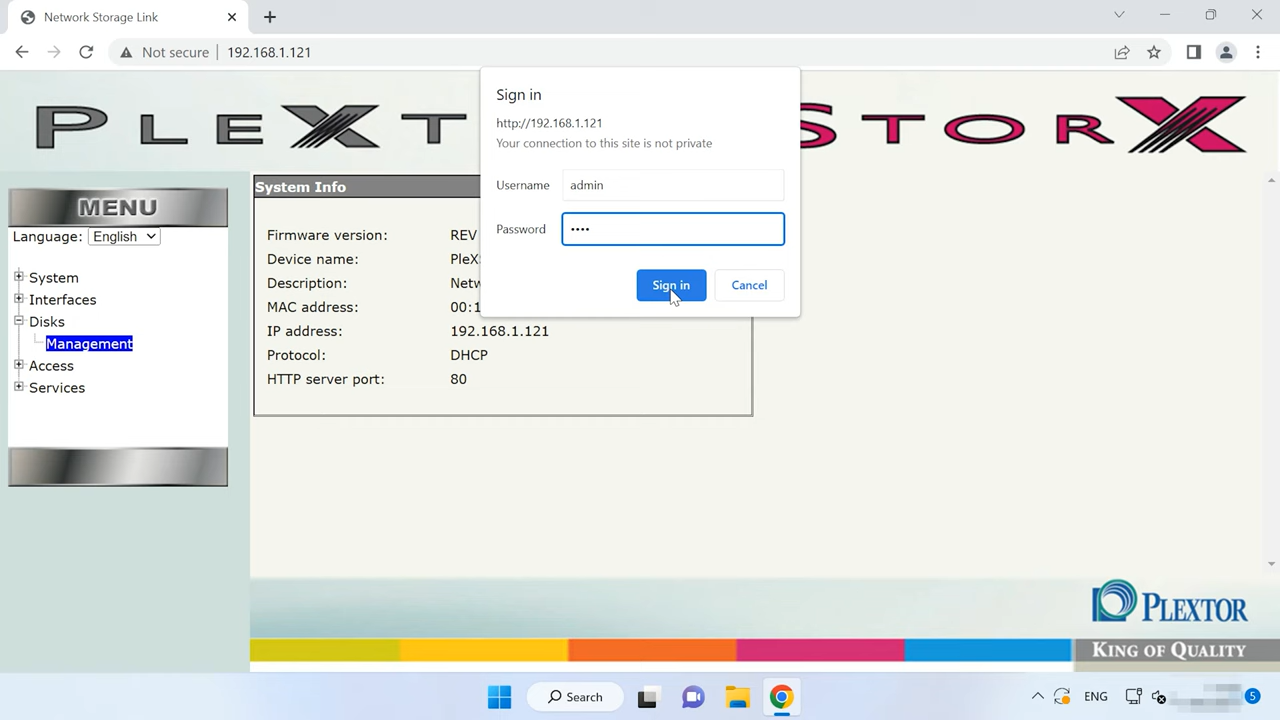 Network Storage Link
Not secure
192.168.1.121
PLEXT
STORX
Sign in
http://192.168.1.121
Your connection to this site is not private
Username
admin
Password
••••
Sign in
Cancel
MENU
Language:
English
System
Interfaces
Disks
Management
Access
Services
System Info
Firmware version:
REV
Device name:
Description:
MAC address:
00:1
IP address:
192.168.1.121
Protocol:
DHCP
HTTP server port:
80
PLEXTOR
KING OF QUALITY
Search
ENG
5